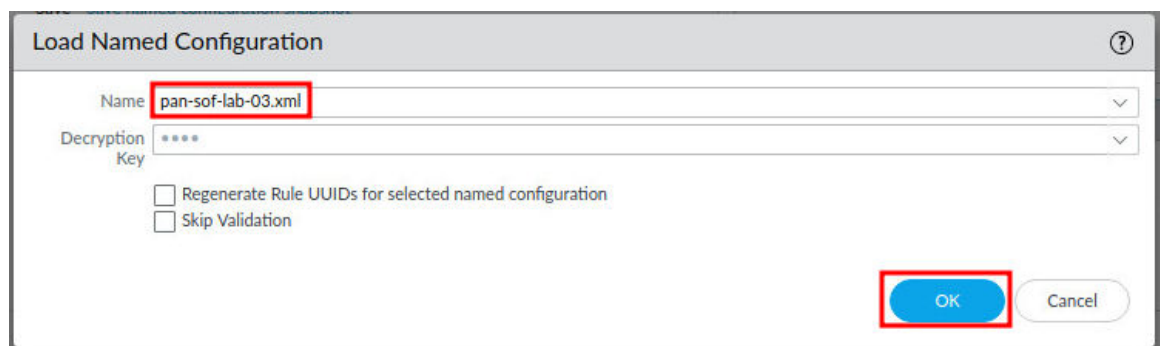 Load Named Configuration
Name pan-sof-lab-03.xml
Decryption Key ••••
Regenerate Rule UUIDs for selected named configuration
Skip Validation
OK Cancel